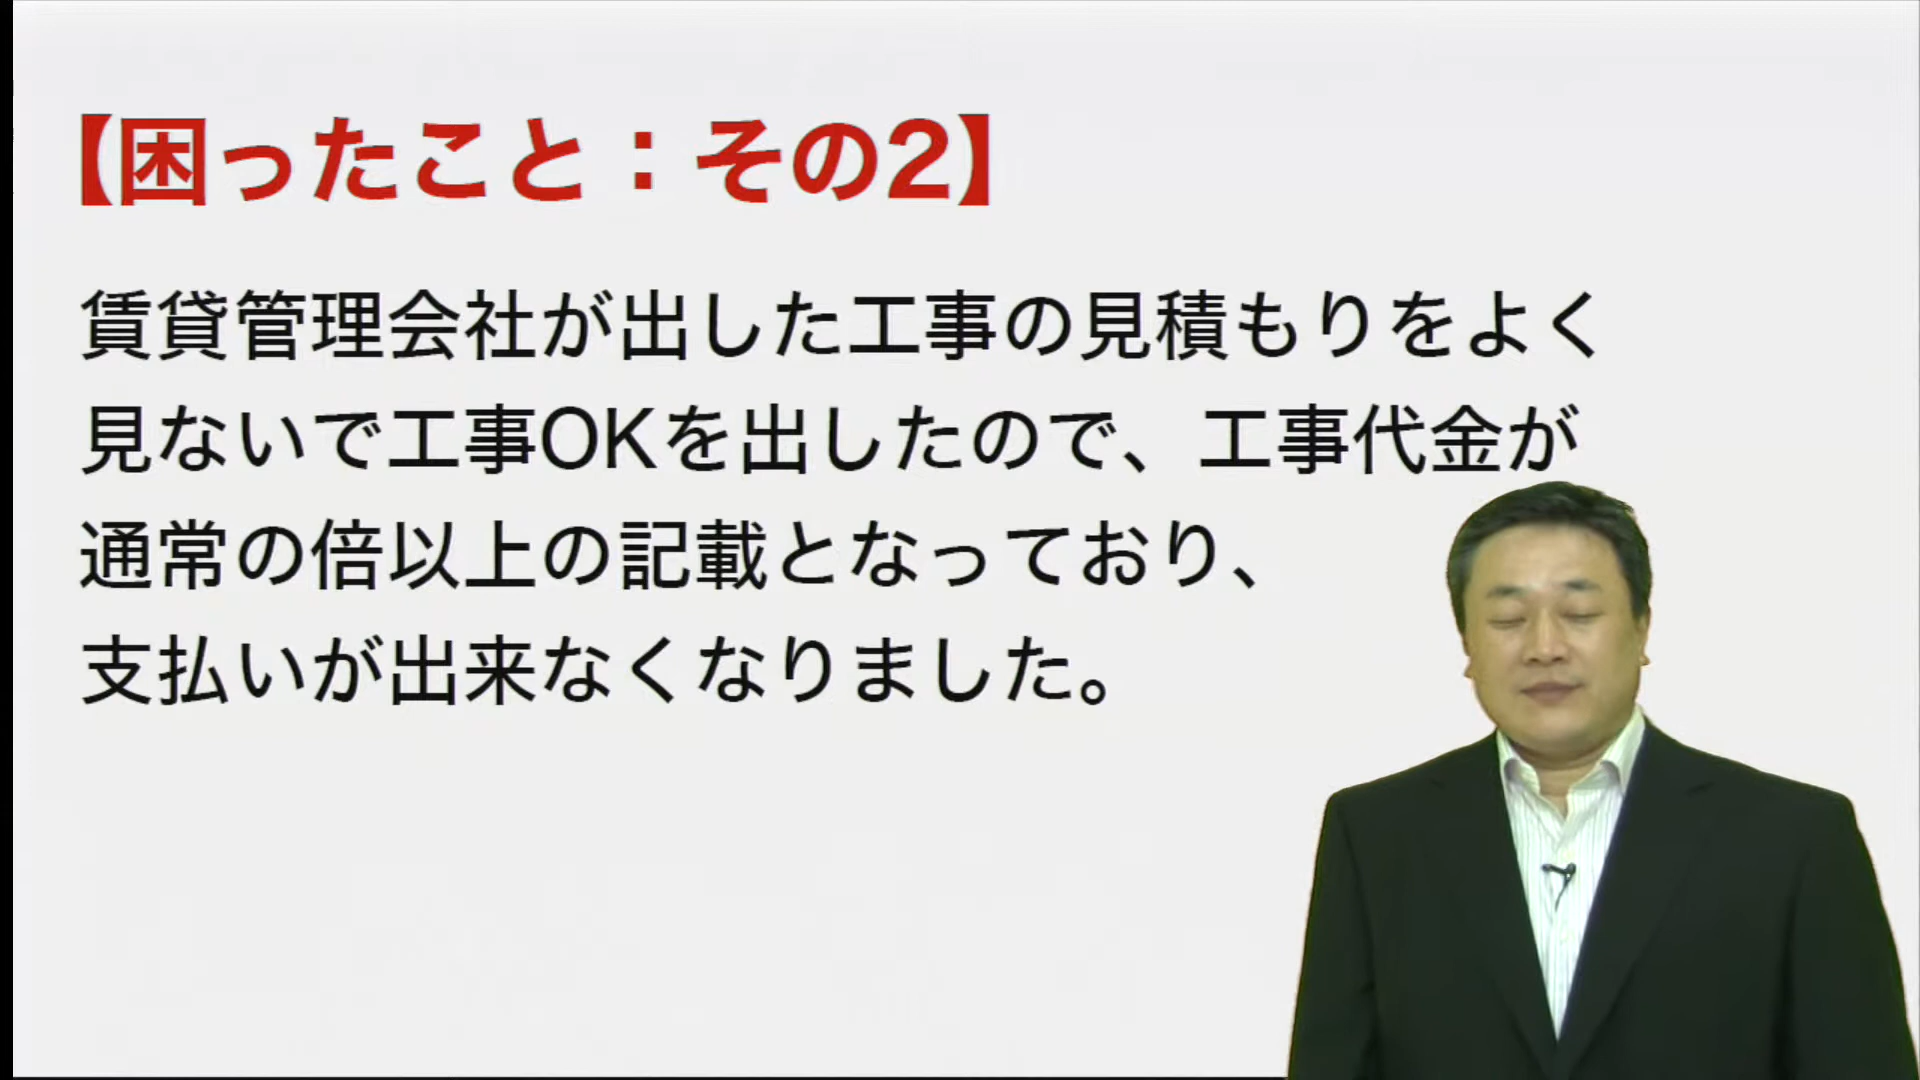 【困ったこと：その2】
賃貸管理会社が出した工事の見積もりをよく
見ないで工事OKを出したので、工事代金が
通常の倍以上の記載となっており、
支払いが出来なくなりました。